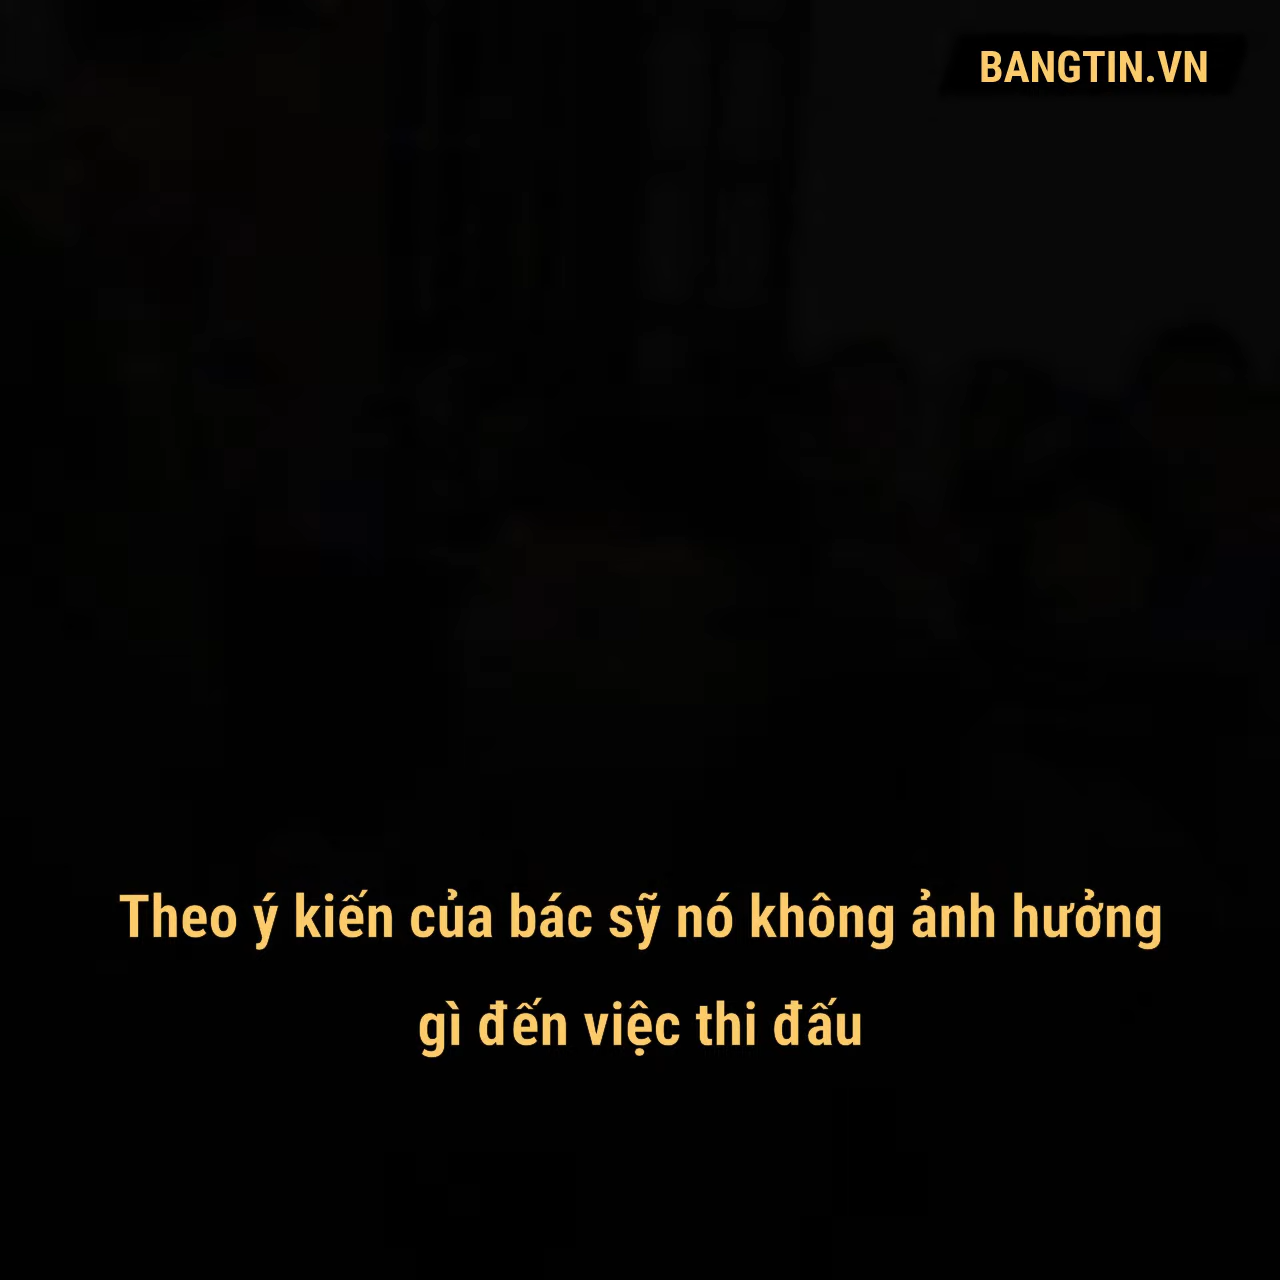 BANGTIN.VN
Theo ý kiến của bác sỹ nó không ảnh hưởng
gì đến việc thi đấu